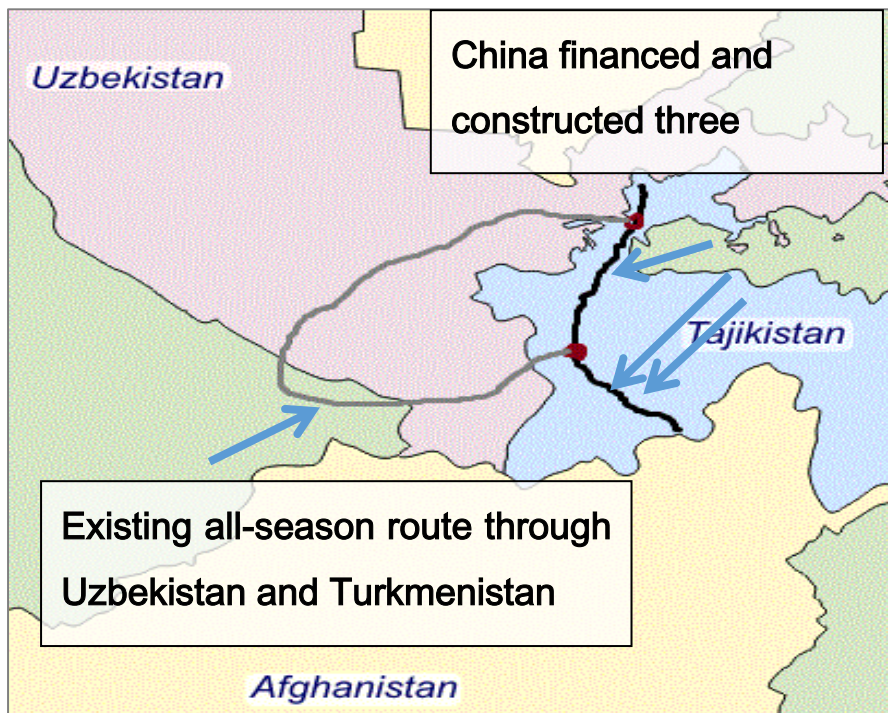 China financed and
constructed three
Uzbekistan
Tajikistan
Existing all-season route through
Uzbekistan and Turkmenistan
Afghanistan